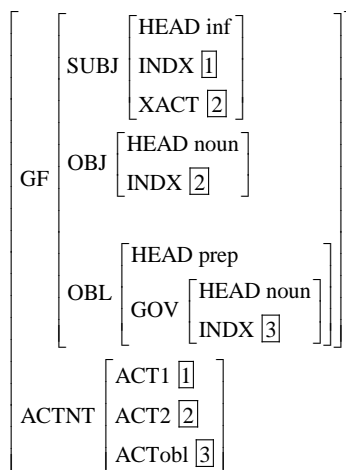 HEAD inf
SUBJ INDX 1
XACT 2
HEAD noun
OBJ
INDX 2
GF
HEAD prep
OBL HEAD noun
GOV
INDX 3
ACT1 1
ACTNT ACT2 2
ACTobl 3